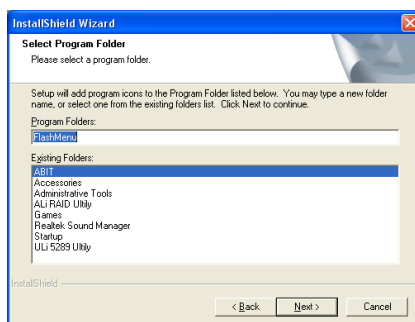 InstallShield Wizard
Select Program Folder
Please select a program folder.
Setup will add program icons to the Program Folder listed below. You may type a new folder
name, or select one from the existing folders list. Click Next to continue.
Program Folders:
FlashMenu
Existing Folders:
ABIT
Accessories
Administrative Tools
ALi RAID Ultily
Games
Realtek Sound Manager
Startup
ULi 5289 Ultily
InstallShield
< Back Next > Cancel